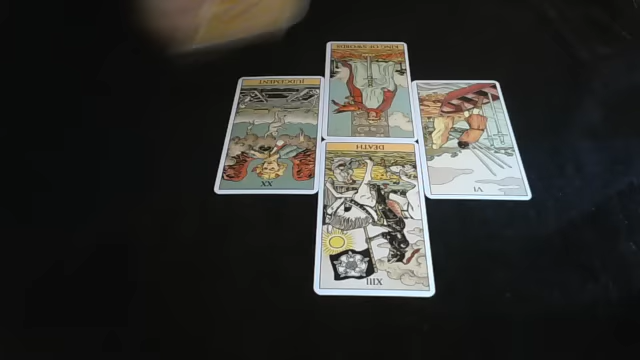 KING OF SWORDS
JUDGEMENT
XX
VI
DEATH
XIII